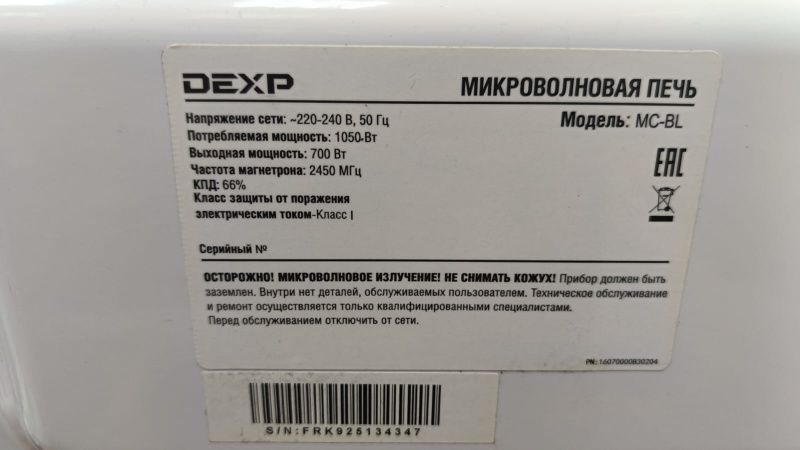 DEXP
МИКРОВОЛНОВАЯ ПЕЧЬ
Напряжение сети: ~220-240 В, 50 Гц
Потребляемая мощность: 1050 Вт
Выходная мощность: 700 Вт
Частота магнетрона: 2450 МГц
КПД: 66%
Класс защиты от поражения
электрическим током-Класс I
Модель: MC-BL
EAC
Серийный №
ОСТОРОЖНО! МИКРОВОЛНОВОЕ ИЗЛУЧЕНИЕ! НЕ СНИМАТЬ КОЖУХ! Прибор должен быть
заземлен. Внутри нет деталей, обслуживаемых пользователем. Техническое обслуживание
и ремонт осуществляется только квалифицированными специалистами.
Перед обслуживанием отключить от сети.
PN: 16070000B30204
S/N:FRK925134347